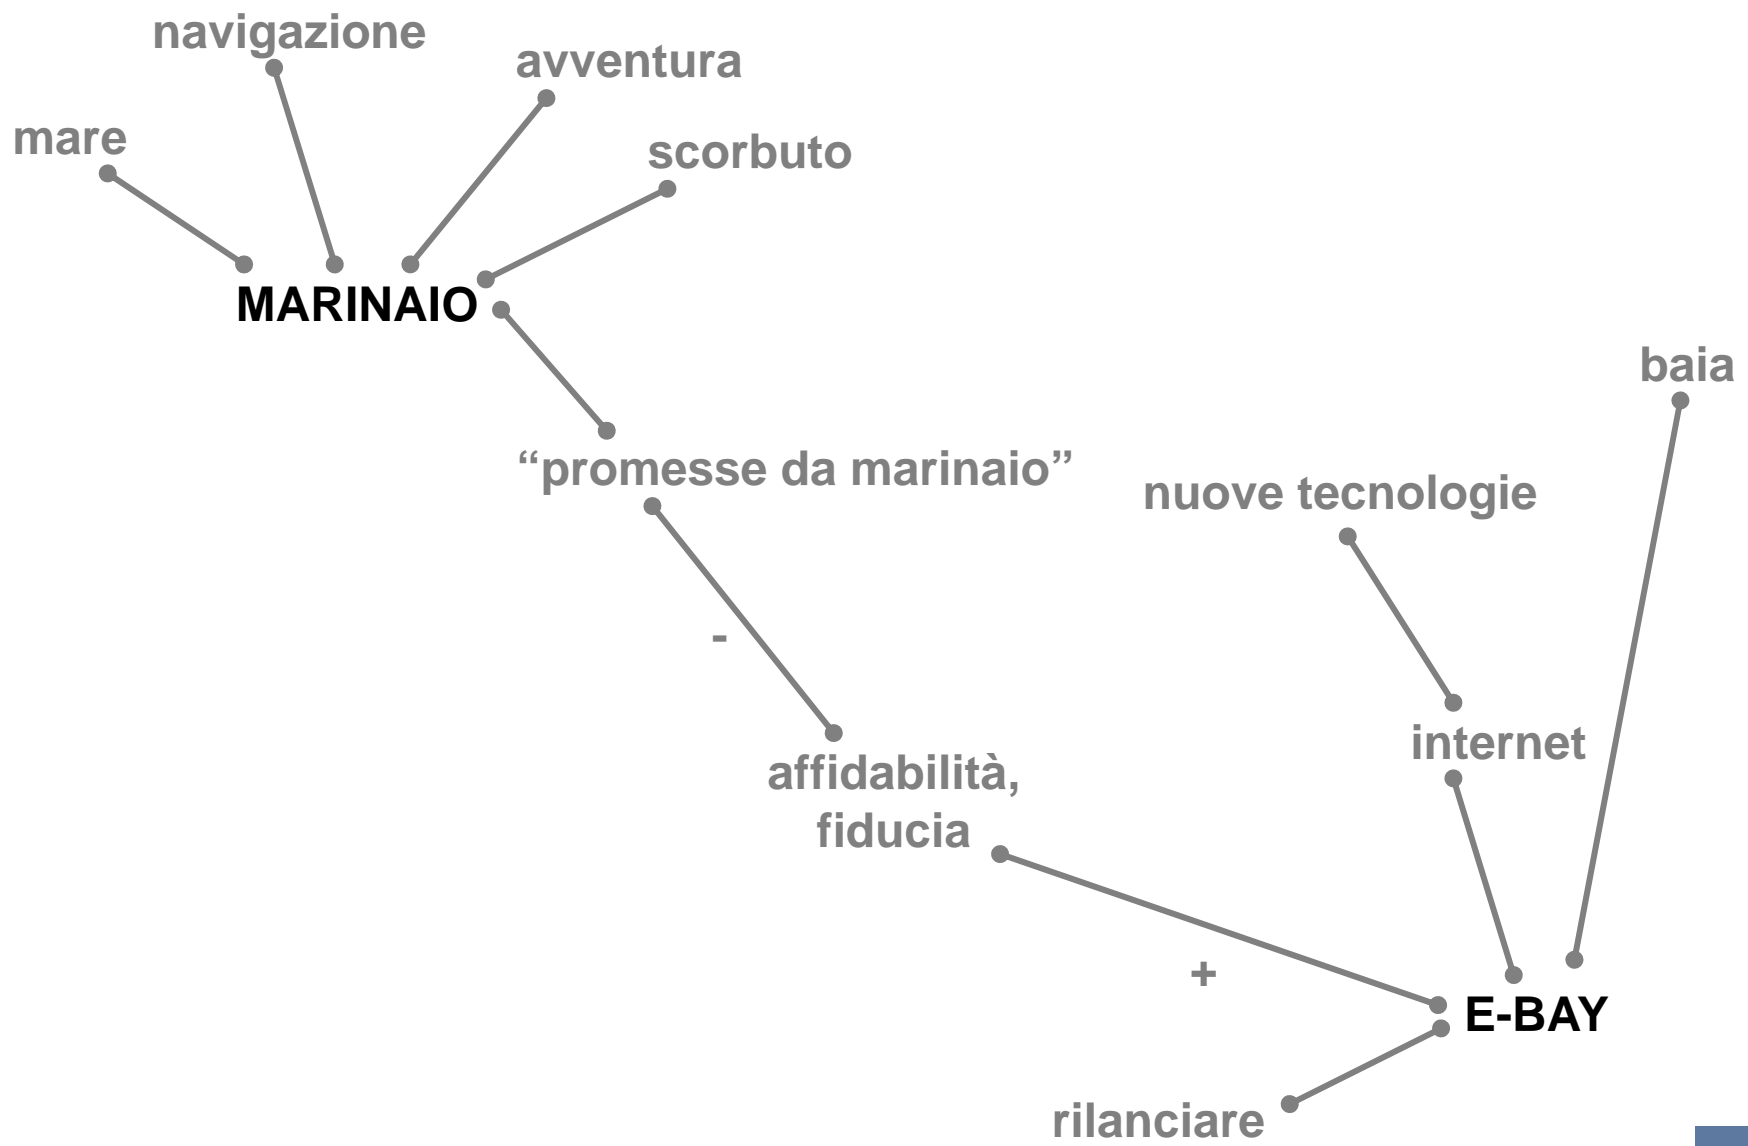 navigazione
avventura
mare
scorbuto
MARINAIO
baia
“promesse da marinaio”
nuove tecnologie
-
internet
affidabilità,
fiducia
+
E-BAY
rilanciare